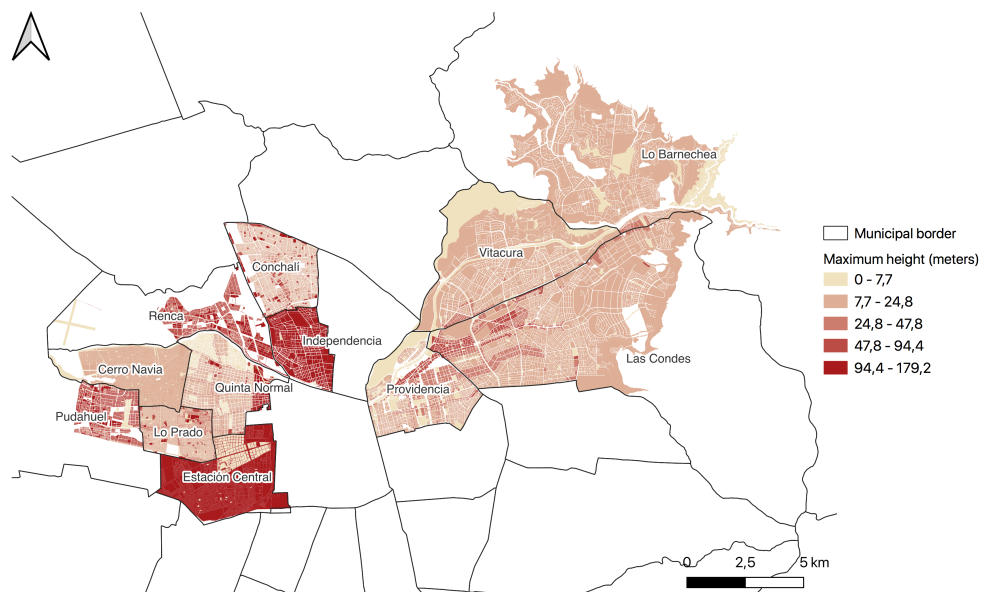 Lo Barnechea
Vitacura
Conchalí
Renca
Independencia
Cerro Navia
Quinta Normal
Providencia
Las Condes
Pudahuel
Lo Prado
Estación Central
Municipal border
Maximum height (meters)
0 - 7,7
7,7 - 24,8
24,8 - 47,8
47,8 - 94,4
94,4 - 179,2
0 2,5 5 km